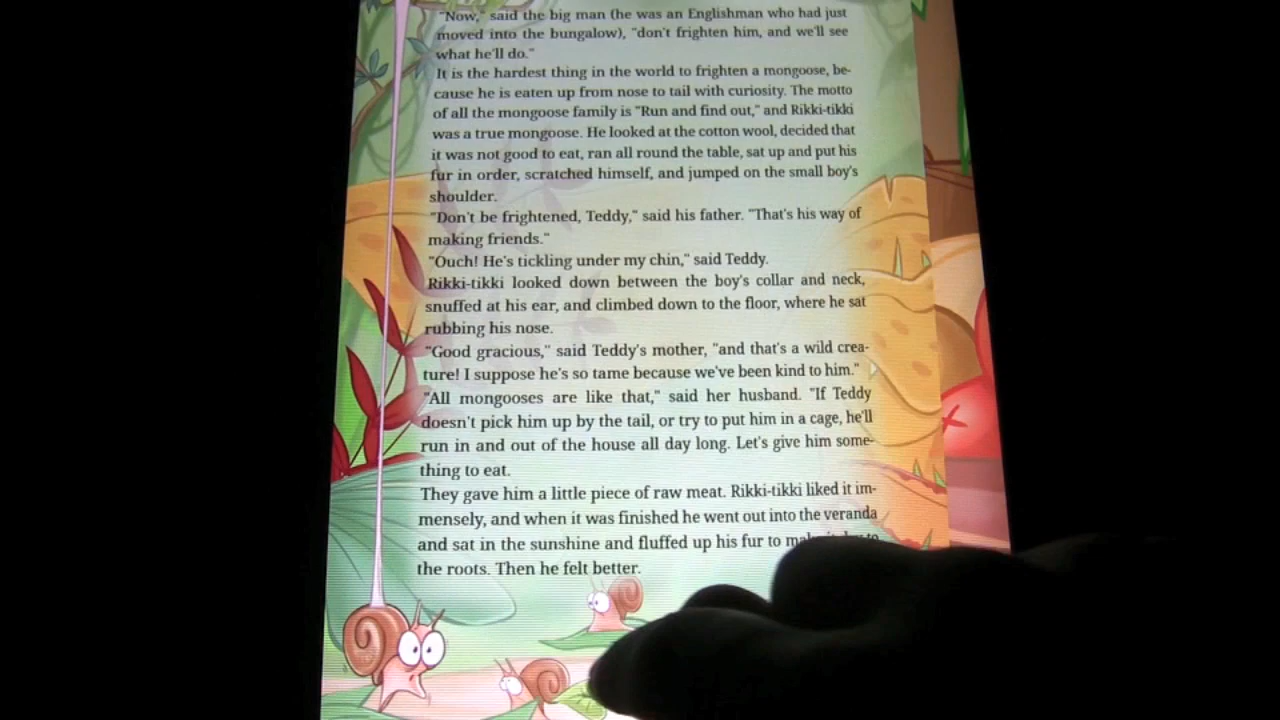 "Now," said the big man (he was an Englishman who had just
moved into the bungalow), "don't frighten him, and we'll see
what he'll do."
It is the hardest thing in the world to frighten a mongoose, be-
cause he is eaten up from nose to tail with curiosity. The motto
of all the mongoose family is "Run and find out," and Rikki-tikki
was a true mongoose. He looked at the cotton wool, decided that
it was not good to eat, ran all round the table, sat up and put his
fur in order, scratched himself, and jumped on the small boy's
shoulder.
"Don't be frightened, Teddy," said his father. "That's his way of
making friends."
"Ouch! He's tickling under my chin," said Teddy.
Rikki-tikki looked down between the boy's collar and neck,
snuffed at his ear, and climbed down to the floor, where he sat
rubbing his nose.
"Good gracious," said Teddy's mother, "and that's a wild crea-
ture! I suppose he's so tame because we've been kind to him."
"All mongooses are like that," said her husband. "If Teddy
doesn't pick him up by the tail, or try to put him in a cage, he'll
run in and out of the house all day long. Let's give him some-
thing to eat.
They gave him a little piece of raw meat. Rikki-tikki liked it im-
mensely, and when it was finished he went out into the veranda
and sat in the sunshine and fluffed up his fur to
the roots. Then he felt better.